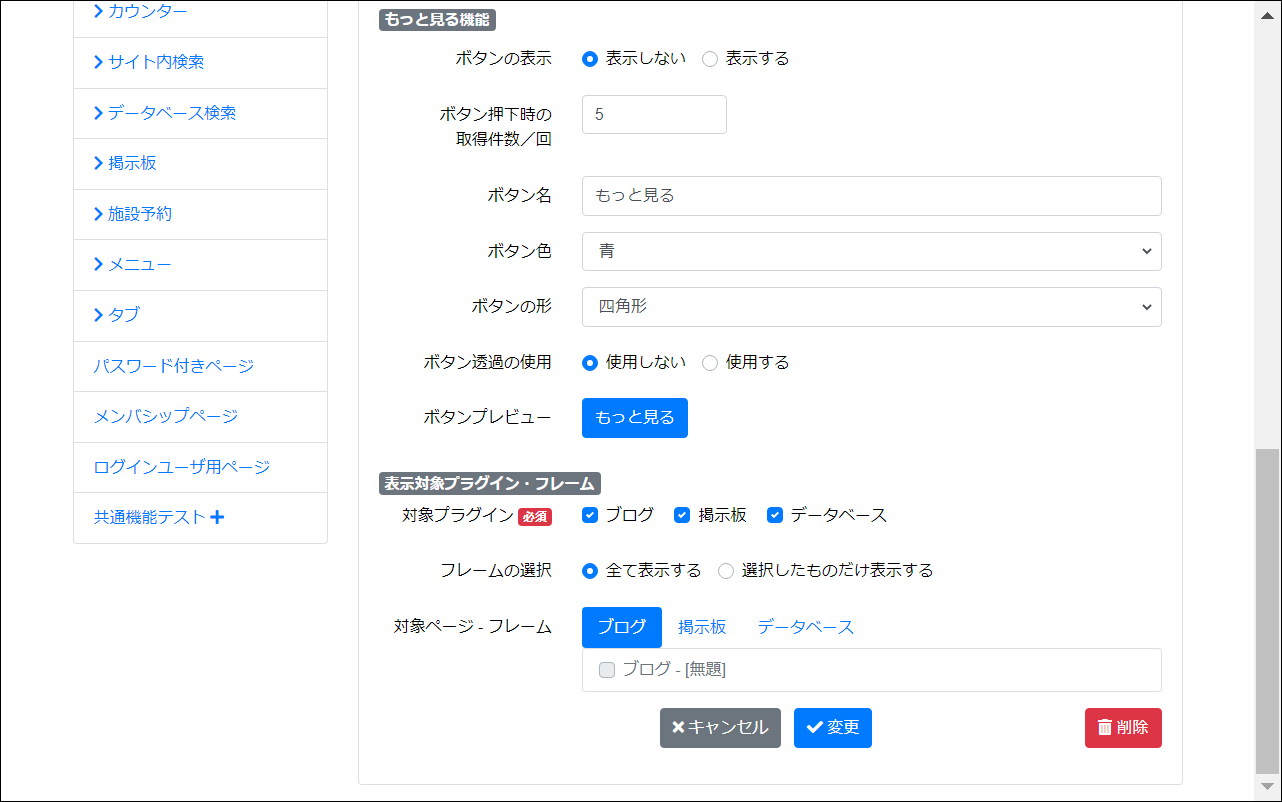 カウンター
サイト内検索
データベース検索
掲示板
施設予約
メニュー
タブ
パスワード付きページ
メンバシップページ
ログインユーザ用ページ
共通機能テスト
もっと見る機能
ボタンの表示 表示しない 表示する
ボタン押下時の
取得件数／回 5
ボタン名 もっと見る
ボタン色 青
ボタンの形 四角形
ボタン透過の使用 使用しない 使用する
ボタンプレビュー もっと見る
表示対象プラグイン・フレーム
対象プラグイン 必須 ブログ 掲示板 データベース
フレームの選択 全て表示する 選択したものだけ表示する
対象ページ - フレーム ブログ 掲示板 データベース
ブログ - [無題]
キャンセル 変更 削除